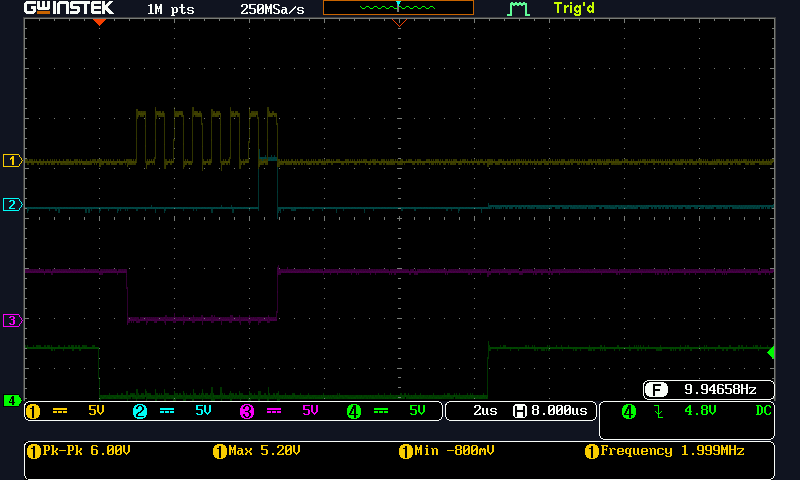 GWINSTEK 1M pts 250MSa/s Trig'd
1
2
3
4
F 9.94658Hz
1 5V 2 5V 3 5V 4 5V 2us H 8.000us 4 4.8V DC
1 Pk-Pk 6.00V 1 Max 5.20V 1 Min -800mV 1 Frequency 1.999MHz